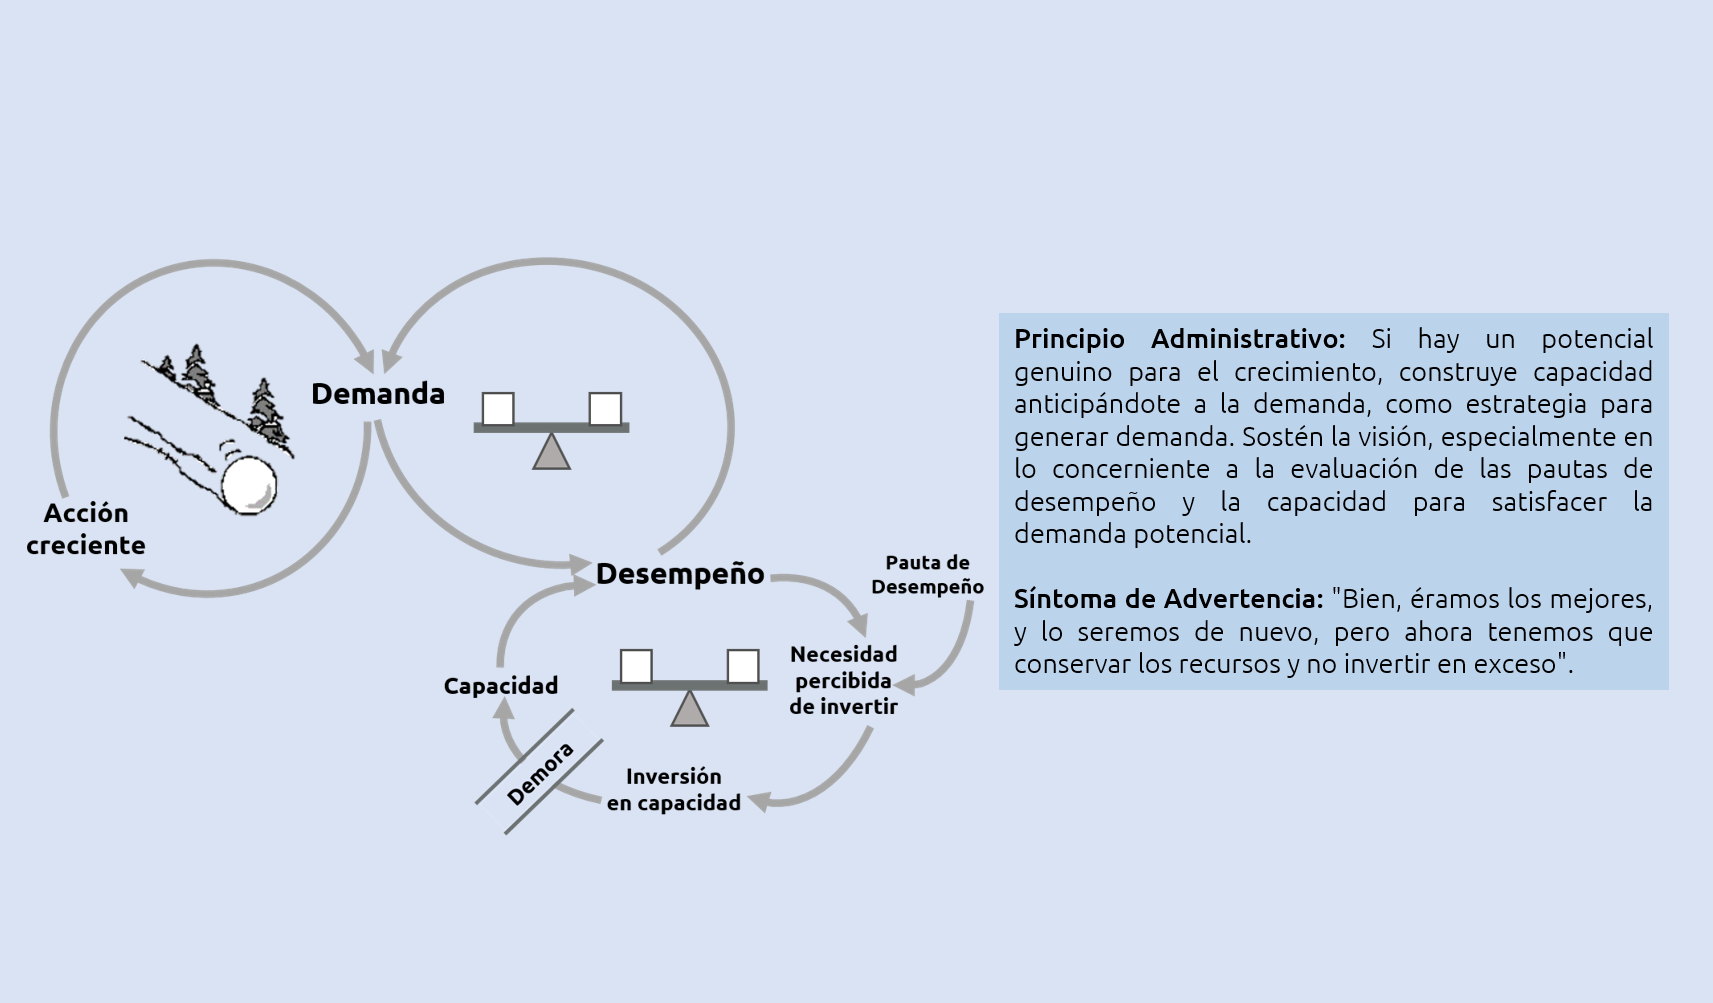 Demanda
Acción
creciente
Desempeño
Pauta de
Desempeño
Necesidad
percibida
de invertir
Capacidad
Demora
Inversión
en capacidad
Principio Administrativo: Si hay un potencial
genuino para el crecimiento, construye capacidad
anticipándote a la demanda, como estrategia para
generar demanda. Sostén la visión, especialmente en
lo concerniente a la evaluación de las pautas de
desempeño y la capacidad para satisfacer la
demanda potencial.
Síntoma de Advertencia: "Bien, éramos los mejores,
y lo seremos de nuevo, pero ahora tenemos que
conservar los recursos y no invertir en exceso".